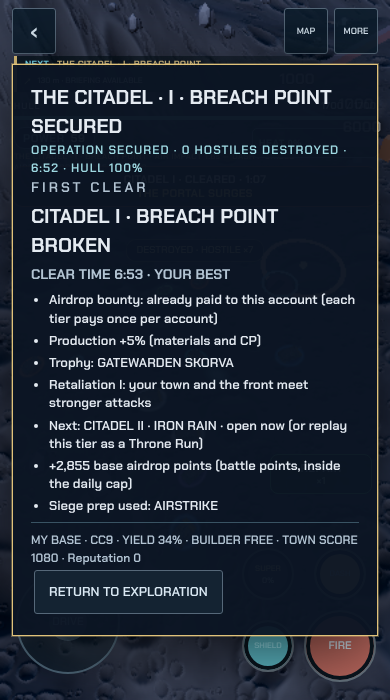 ‹
MAP
MORE
NEXT · THE CITADEL · I · BREACH POINT
THE CITADEL · I · BREACH POINT
SECURED
OPERATION SECURED · 0 HOSTILES DESTROYED ·
6:52 · HULL 100%
FIRST CLEAR
CITADEL I · BREACH POINT
BROKEN
CLEAR TIME 6:53 · YOUR BEST
• Airdrop bounty: already paid to this account (each
tier pays once per account)
• Production +5% (materials and CP)
• Trophy: GATEWARDEN SKORVA
• Retaliation I: your town and the front meet
stronger attacks
• Next: CITADEL II · IRON RAIN · open now (or replay
this tier as a Throne Run)
• +2,855 base airdrop points (battle points, inside
the daily cap)
• Siege prep used: AIRSTRIKE
MY BASE · CC9 · YIELD 34% · BUILDER FREE · TOWN SCORE
1080 · Reputation 0
RETURN TO EXPLORATION
SHIELD
FIRE